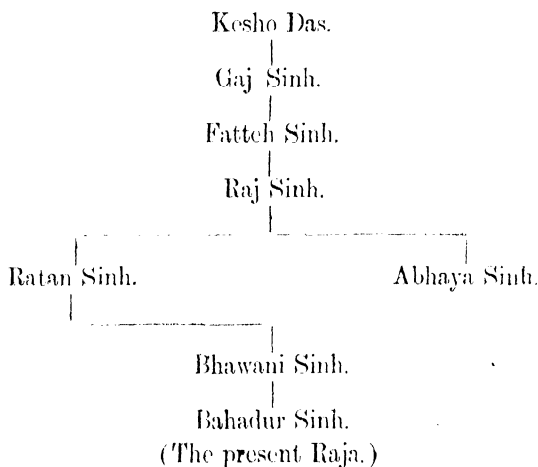 Kesho Das.
Gaj Sinh.
Fatteh Sinh.
Raj Sinh.
Ratan Sinh. Abhaya Sinh.
Bhawani Sinh.
Bahadur Sinh.
(The present Raja.)